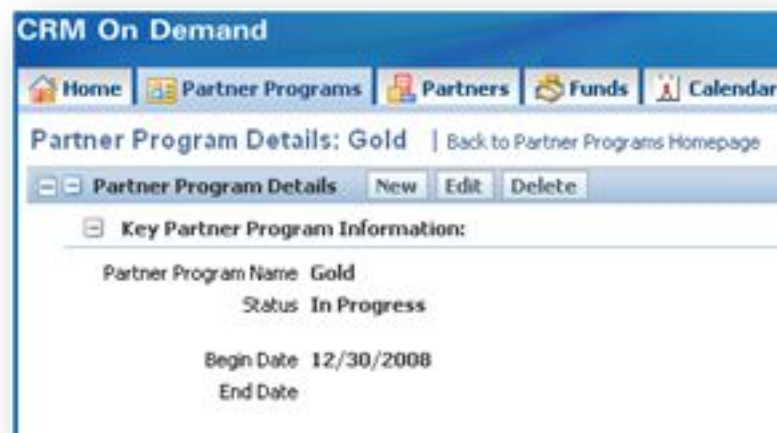 CRM On Demand
Home Partner Programs Partners Funds Calendar
Partner Program Details: Gold | Back to Partner Programs Homepage
Partner Program Details New Edit Delete
Key Partner Program Information:
Partner Program Name Gold
Status In Progress
Begin Date 12/30/2008
End Date